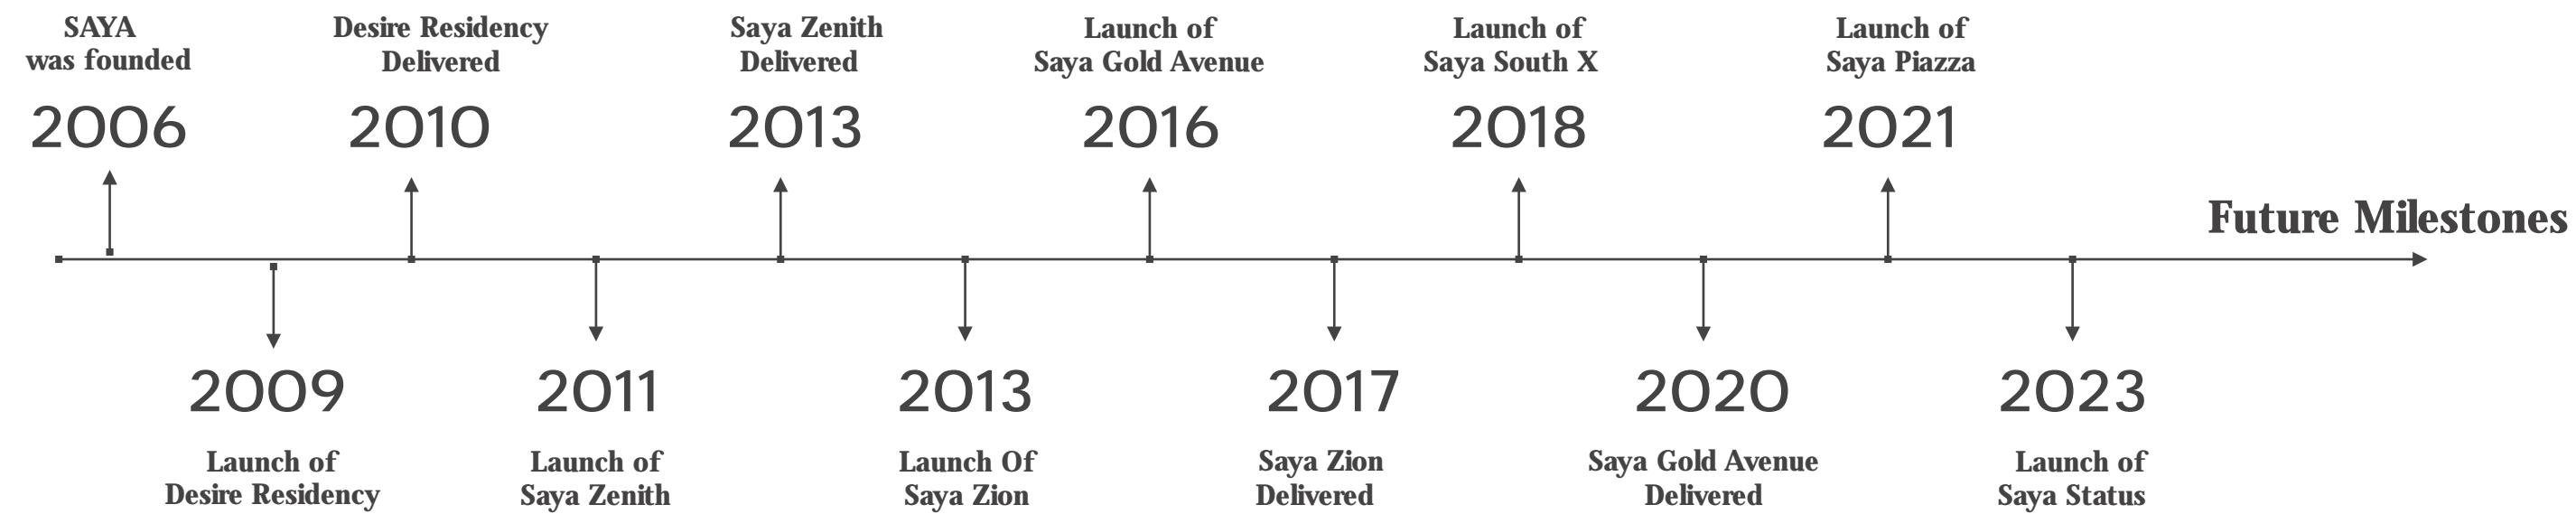 SAYA
was founded
2006
Desire Residency
Delivered
2010
Saya Zenith
Delivered
2013
Launch of
Saya Gold Avenue
2016
Launch of
Saya South X
2018
Launch of
Saya Piazza
2021
Future Milestones
2009
Launch of
Desire Residency
2011
Launch of
Saya Zenith
2013
Launch Of
Saya Zion
2017
Saya Zion
Delivered
2020
Saya Gold Avenue
Delivered
2023
Launch of
Saya Status